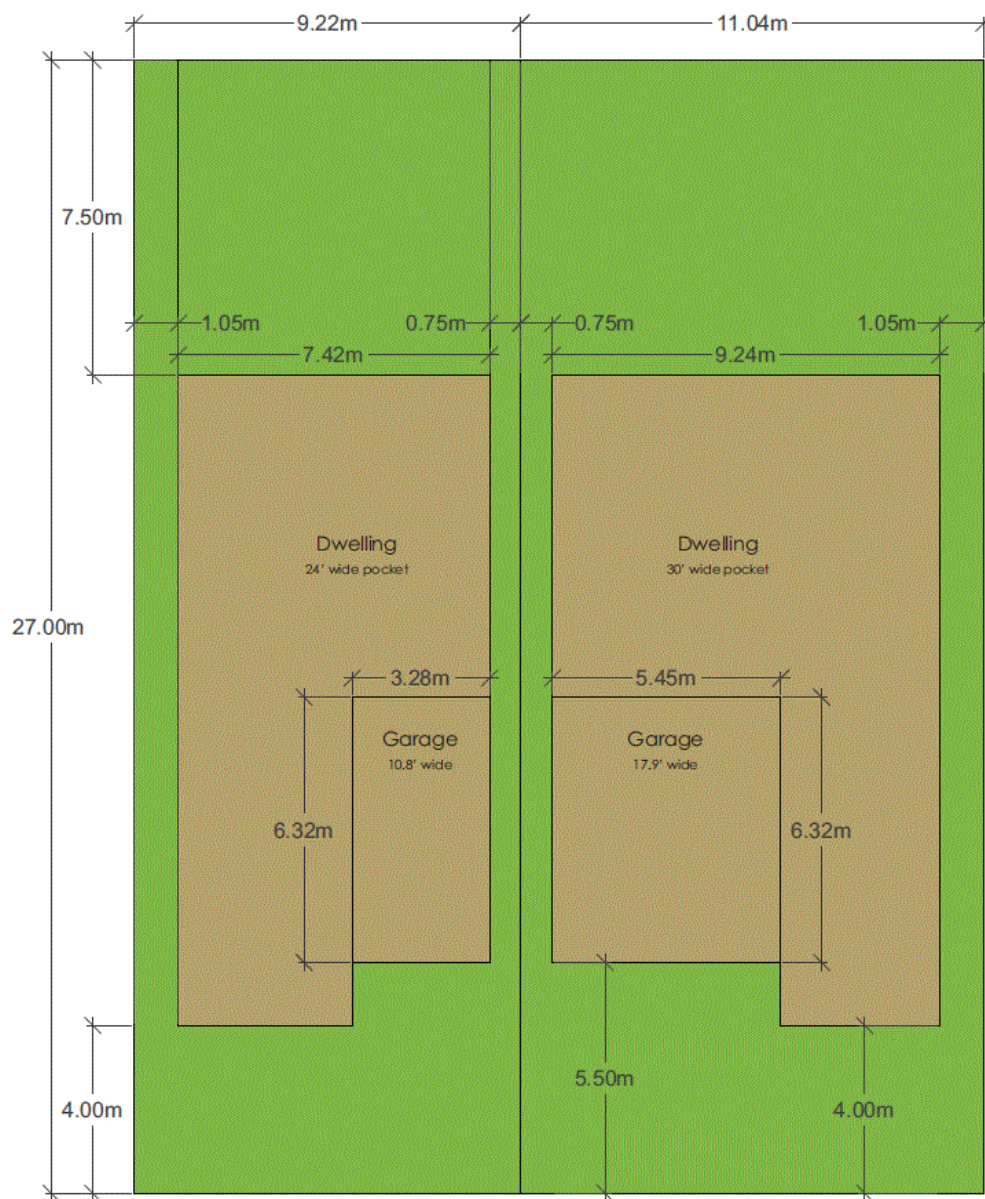 9.22m
11.04m
7.50m
1.05m
0.75m
0.75m
1.05m
7.42m
9.24m
Dwelling
24' wide pocket
Dwelling
30' wide pocket
27.00m
3.28m
5.45m
Garage
10.8' wide
Garage
17.9' wide
6.32m
6.32m
5.50m
4.00m
4.00m